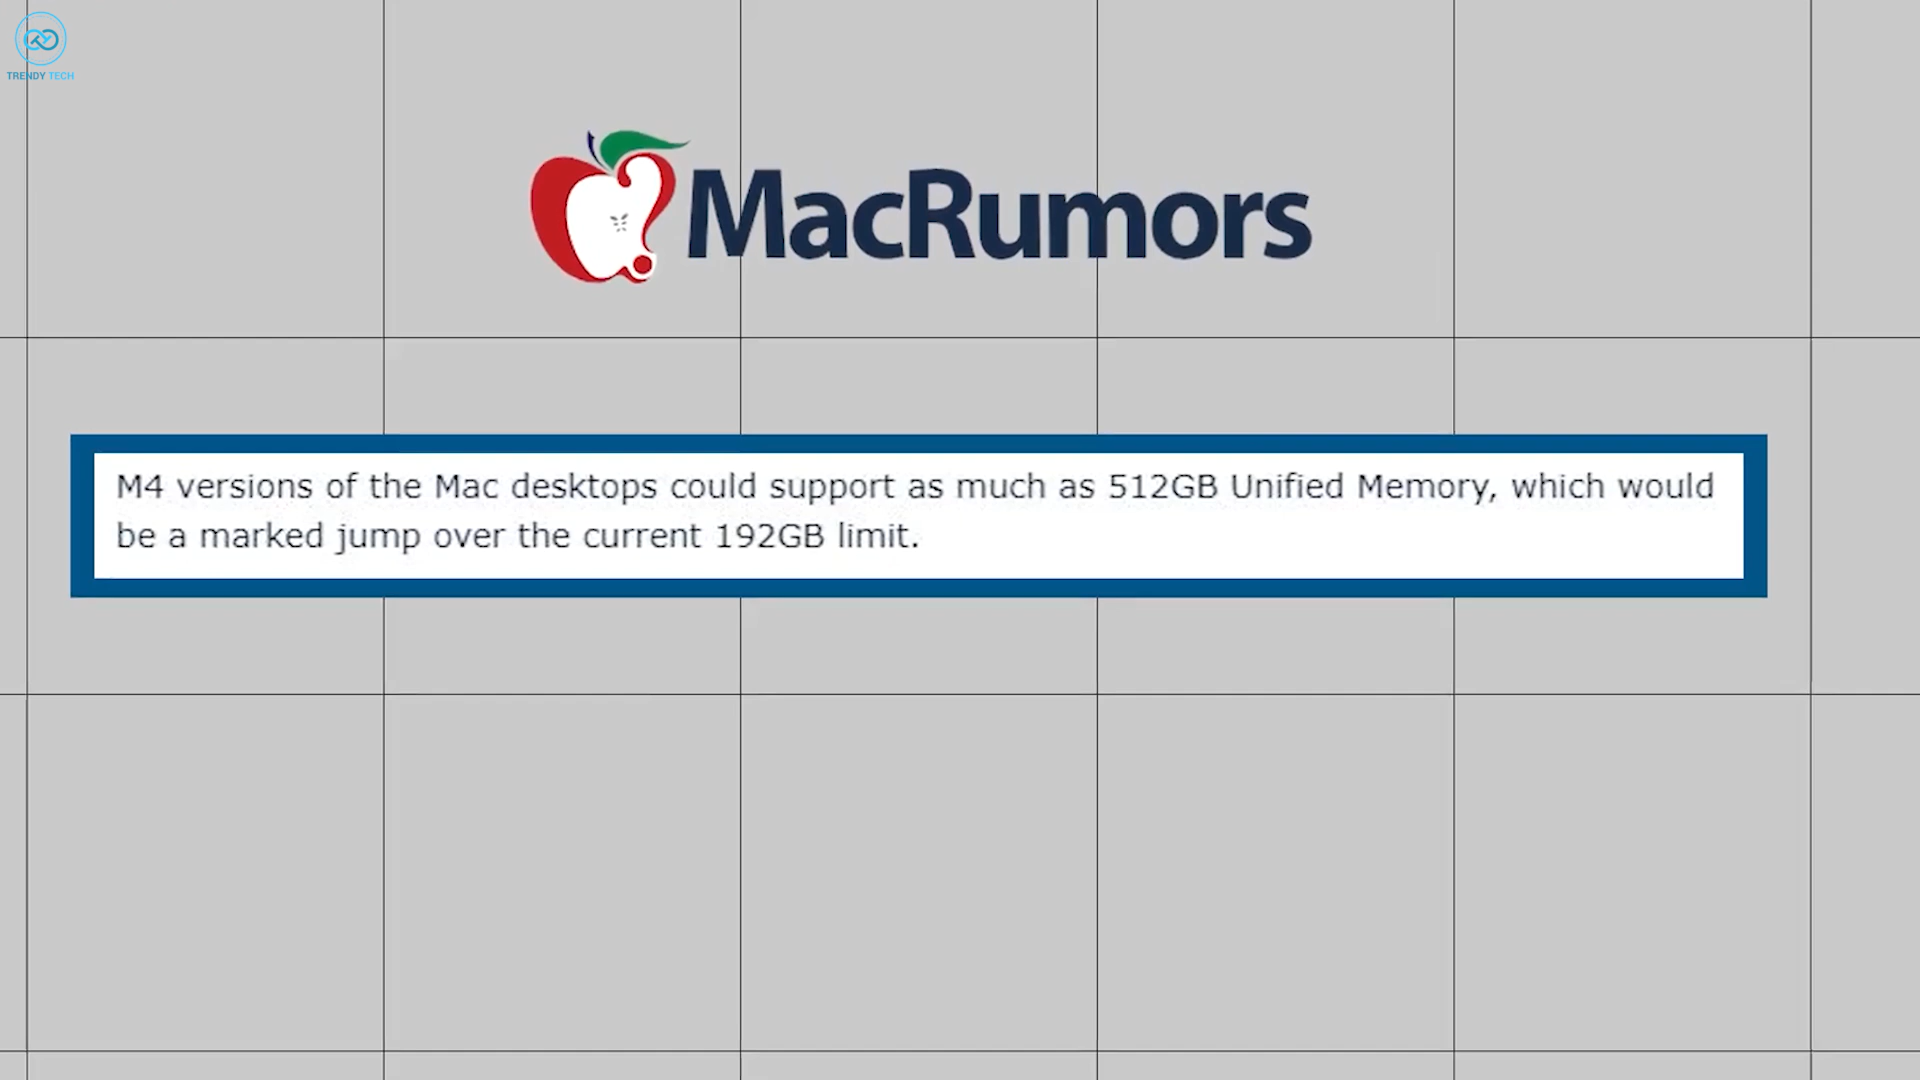 TRENDY TECH
MacRumors
M4 versions of the Mac desktops could support as much as 512GB Unified Memory, which would
be a marked jump over the current 192GB limit.